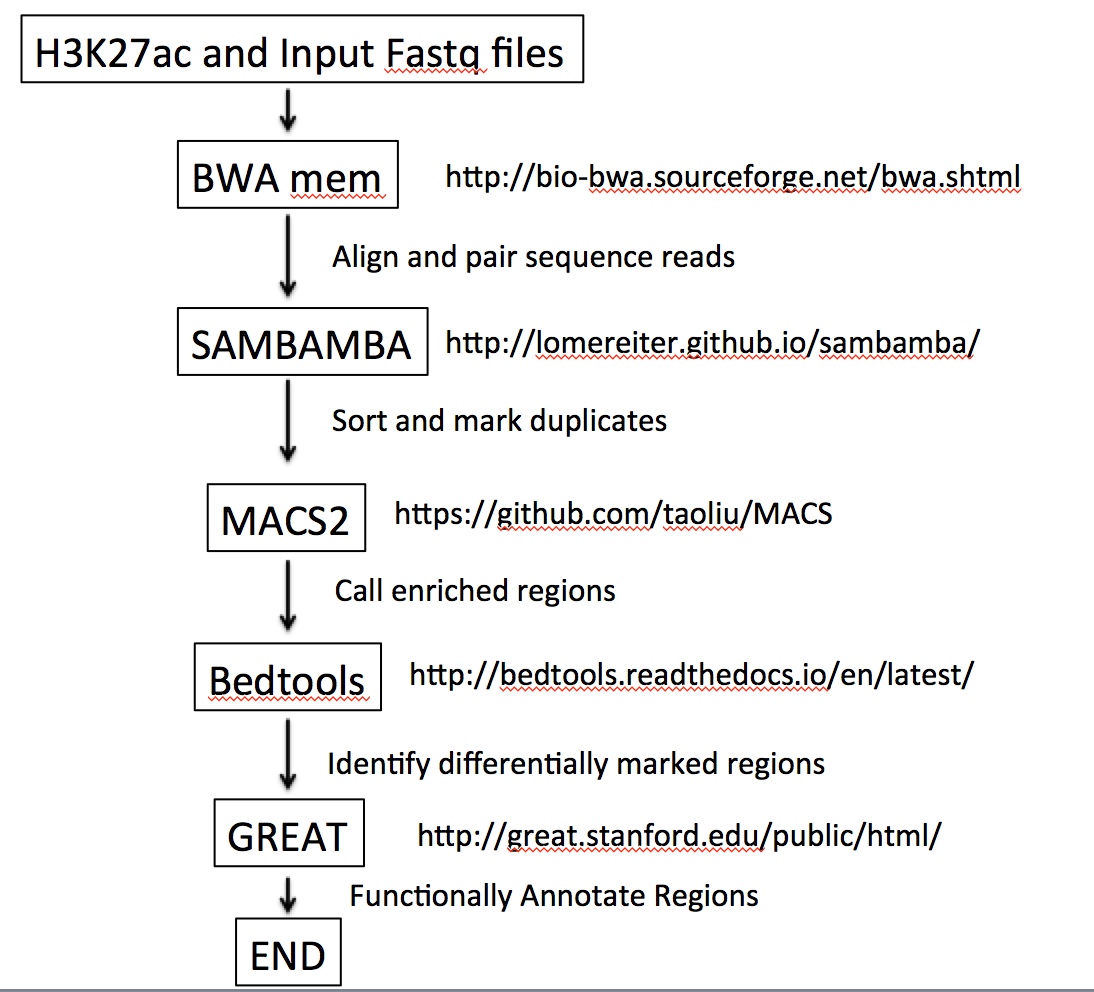 H3K27ac and Input Fastq files
BWA mem http://bio-bwa.sourceforge.net/bwa.shtml
Align and pair sequence reads
SAMBAMBA http://lomereiter.github.io/sambamba/
Sort and mark duplicates
MACS2 https://github.com/taoliu/MACS
Call enriched regions
Bedtools http://bedtools.readthedocs.io/en/latest/
Identify differentially marked regions
GREAT http://great.stanford.edu/public/html/
Functionally Annotate Regions
END